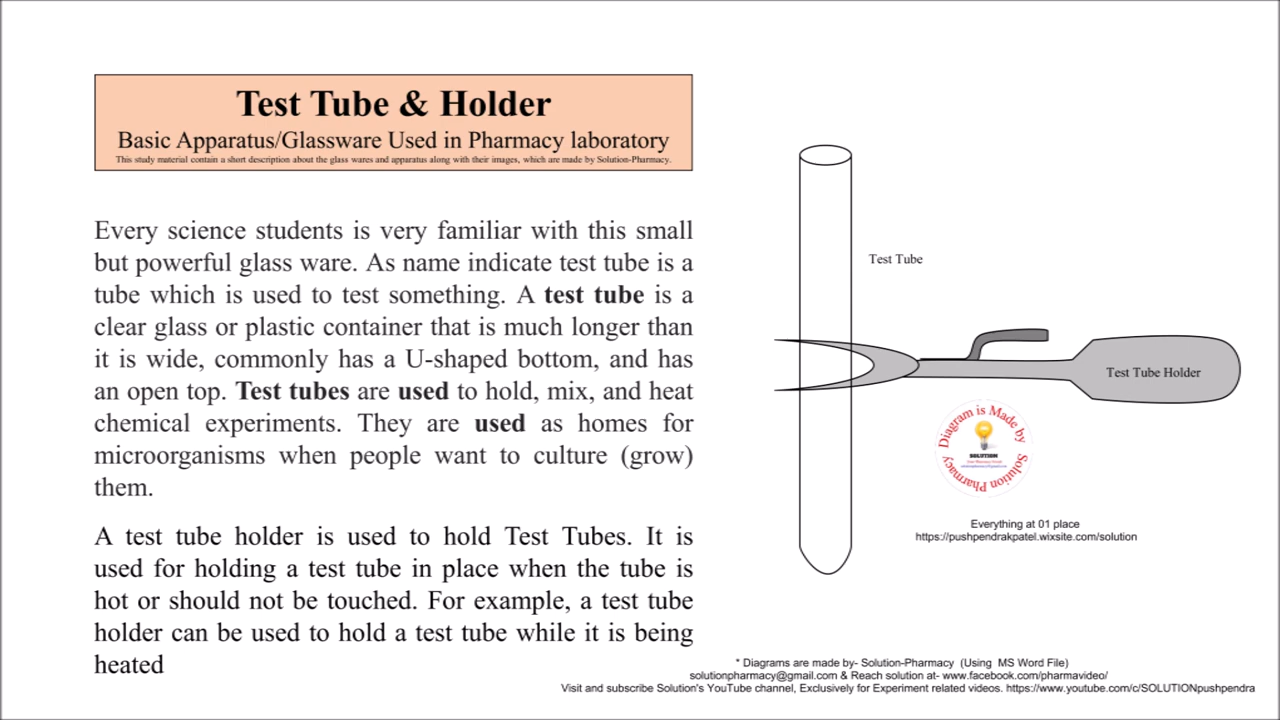 Test Tube & Holder
Basic Apparatus/Glassware Used in Pharmacy laboratory
This study material contain a short description about the glass wares and apparatus along with their images, which are made by Solution-Pharmacy.
Every science students is very familiar with this small
but powerful glass ware. As name indicate test tube is a
tube which is used to test something. A test tube is a
clear glass or plastic container that is much longer than
it is wide, commonly has a U-shaped bottom, and has
an open top. Test tubes are used to hold, mix, and heat
chemical experiments. They are used as homes for
microorganisms when people want to culture (grow)
them.
A test tube holder is used to hold Test Tubes. It is
used for holding a test tube in place when the tube is
hot or should not be touched. For example, a test tube
holder can be used to hold a test tube while it is being
heated
Test Tube
Test Tube Holder
Diagram is Made by
SOLUTION
Solution Pharmacy
Everything at 01 place
https://pushpendrakpatel.wixsite.com/solution
* Diagrams are made by- Solution-Pharmacy (Using MS Word File)
solutionpharmacy@gmail.com & Reach solution at- www.facebook.com/pharmavideo/
Visit and subscribe Solution's YouTube channel, Exclusively for Experiment related videos. https://www.youtube.com/c/SOLUTIONpushpendra